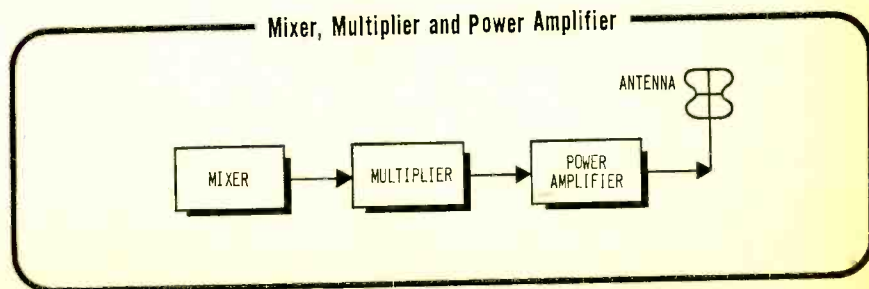 Mixer, Multiplier and Power Amplifier
ANTENNA
MIXER
MULTIPLIER
POWER
AMPLIFIER